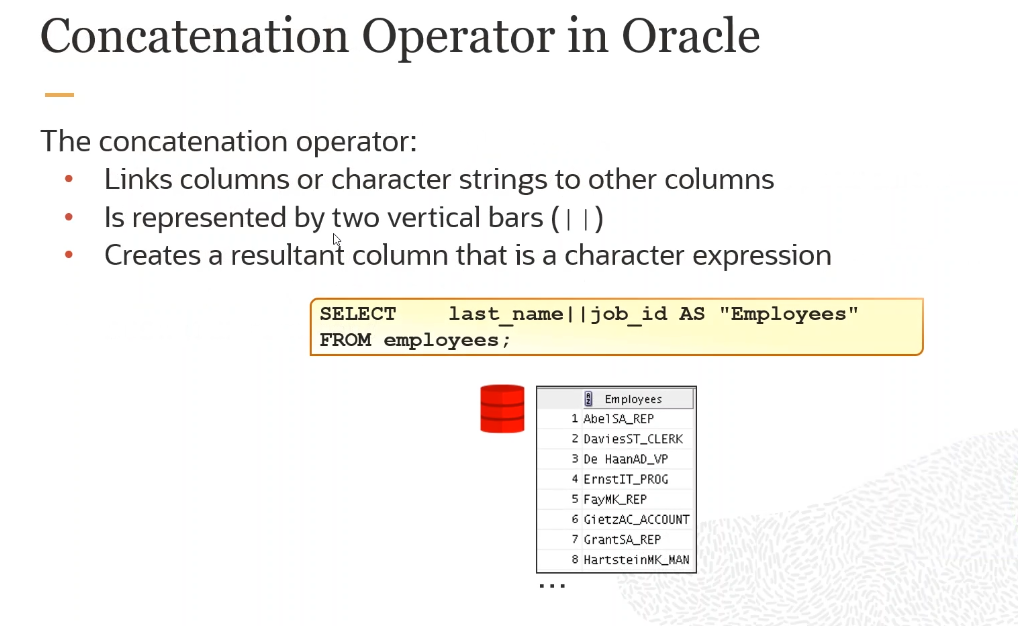 Concatenation Operator in Oracle
The concatenation operator:
• Links columns or character strings to other columns
• Is represented by two vertical bars (||)
• Creates a resultant column that is a character expression
SELECT last_name||job_id AS "Employees"
FROM employees;
Employees
1 AbelSA_REP
2 DaviesST_CLERK
3 De HaanAD_VP
4 ErnstIT_PROG
5 FayMK_REP
6 GietzAC_ACCOUNT
7 GrantSA_REP
8 HartsteinMK_MAN
...